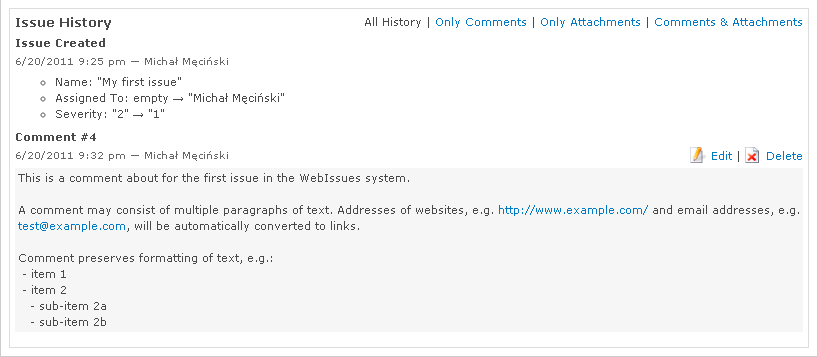 Issue History
All History | Only Comments | Only Attachments | Comments & Attachments
Issue Created
6/20/2011 9:25 pm — Michał Męciński
Name: "My first issue"
Assigned To: empty → "Michał Męciński"
Severity: "2" → "1"
Comment #4
6/20/2011 9:32 pm — Michał Męciński
Edit | Delete
This is a comment about for the first issue in the WebIssues system.
A comment may consist of multiple paragraphs of text. Addresses of websites, e.g. http://www.example.com/ and email addresses, e.g.
test@example.com, will be automatically converted to links.
Comment preserves formatting of text, e.g.:
- item 1
- item 2
- sub-item 2a
- sub-item 2b